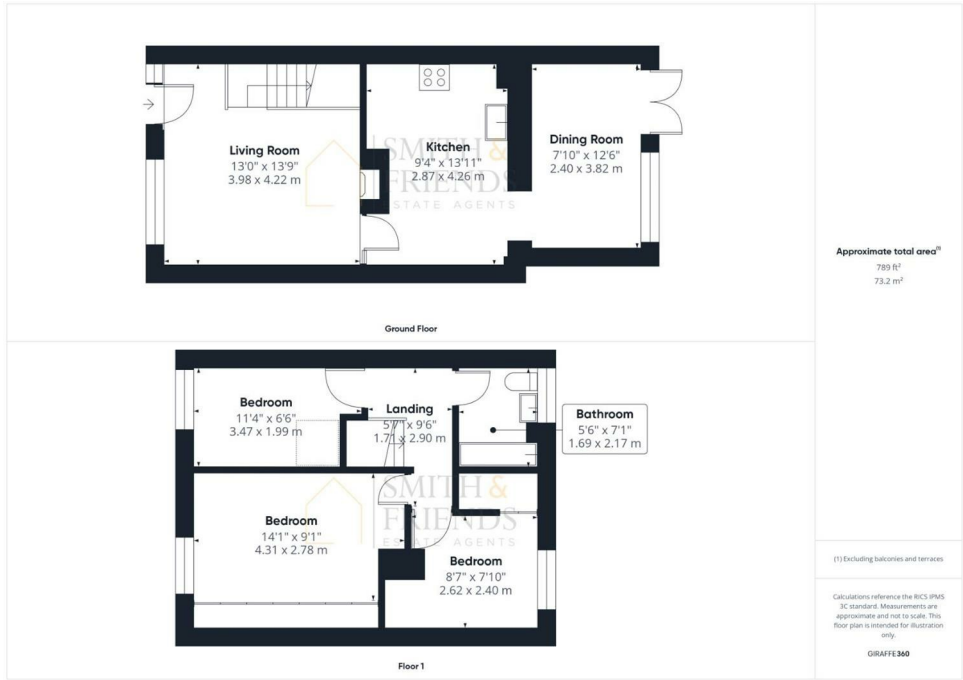 Living Room
13'0" x 13'9"
3.98 x 4.22 m
Kitchen
9'4" x 13'11"
2.87 x 4.26 m
Dining Room
7'10" x 12'6"
2.40 x 3.82 m
SMITH &
FRIENDS
ESTATE AGENTS
Ground Floor
Bedroom
11'4" x 6'6"
3.47 x 1.99 m
Landing
5'7" x 9'6"
1.71 x 2.90 m
Bathroom
5'6" x 7'1"
1.69 x 2.17 m
Bedroom
14'1" x 9'1"
4.31 x 2.78 m
SMITH &
FRIENDS
ESTATE AGENTS
Bedroom
8'7" x 7'10"
2.62 x 2.40 m
Floor 1
Approximate total area(1)
789 ft²
73.2 m²
(1) Excluding balconies and terraces
Calculations reference the RICS IPMS
3C standard. Measurements are
approximate and not to scale. This
floor plan is intended for illustration
only.
GIRAFFE360